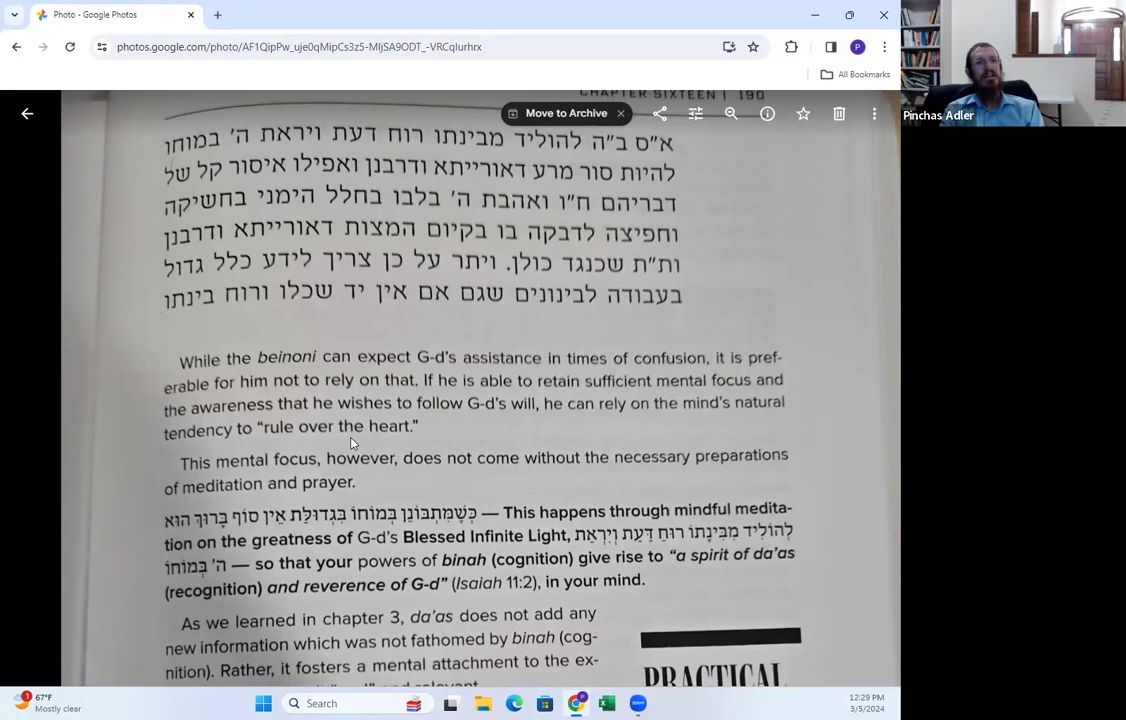 Photo - Google Photos
photos.google.com/photo/AF1QipPw_uje0qMipCs3z5-MIjSA9ODT_-VRCqlurhrx
All Bookmarks
Move to Archive
CHAPTER SIXTEEN | 190
א"ס ב"ה להוליד מבינתו רוח דעת ויראת ה' במוחו
להיות סור מרע דאורייתא ודרבנן ואפילו איסור קל של
דבריהם ח"ו ואהבת ה' בלבו בחלל הימני בחשיקה
וחפיצה לדבקה בו בקיום המצות דאורייתא ודרבנן
ות"ת שכנגד כולן. ויתר על כן צריך לידע כלל גדול
בעבודה לבינונים שגם אם אין יד שכלו ורוח בינתו
While the beinoni can expect G-d's assistance in times of confusion, it is pref-
erable for him not to rely on that. If he is able to retain sufficient mental focus and
the awareness that he wishes to follow G-d's will, he can rely on the mind's natural
tendency to “rule over the heart.”
This mental focus, however, does not come without the necessary preparations
of meditation and prayer.
כְּשֶׁמִּתְבּוֹנֵן בְּמוֹחוֹ בִּגְדוּלַּת אֵין סוֹף בָּרוּךְ הוּא — This happens through mindful medita-
tion on the greatness of G-d's Blessed Infinite Light, לְהוֹלִיד מִבִּינָתוֹ רוּחַ דַּעַת וְיִרְאַת
ה' בְּמוֹחוֹ — so that your powers of binah (cognition) give rise to “a spirit of da'as
(recognition) and reverence of G-d” (Isaiah 11:2), in your mind.
As we learned in chapter 3, da'as does not add any
new information which was not fathomed by binah (cog-
nition). Rather, it fosters a mental attachment to the ex-
PRACTICAL
Pinchas Adler
67°F
Mostly clear
Search
12:29 PM
3/5/2024